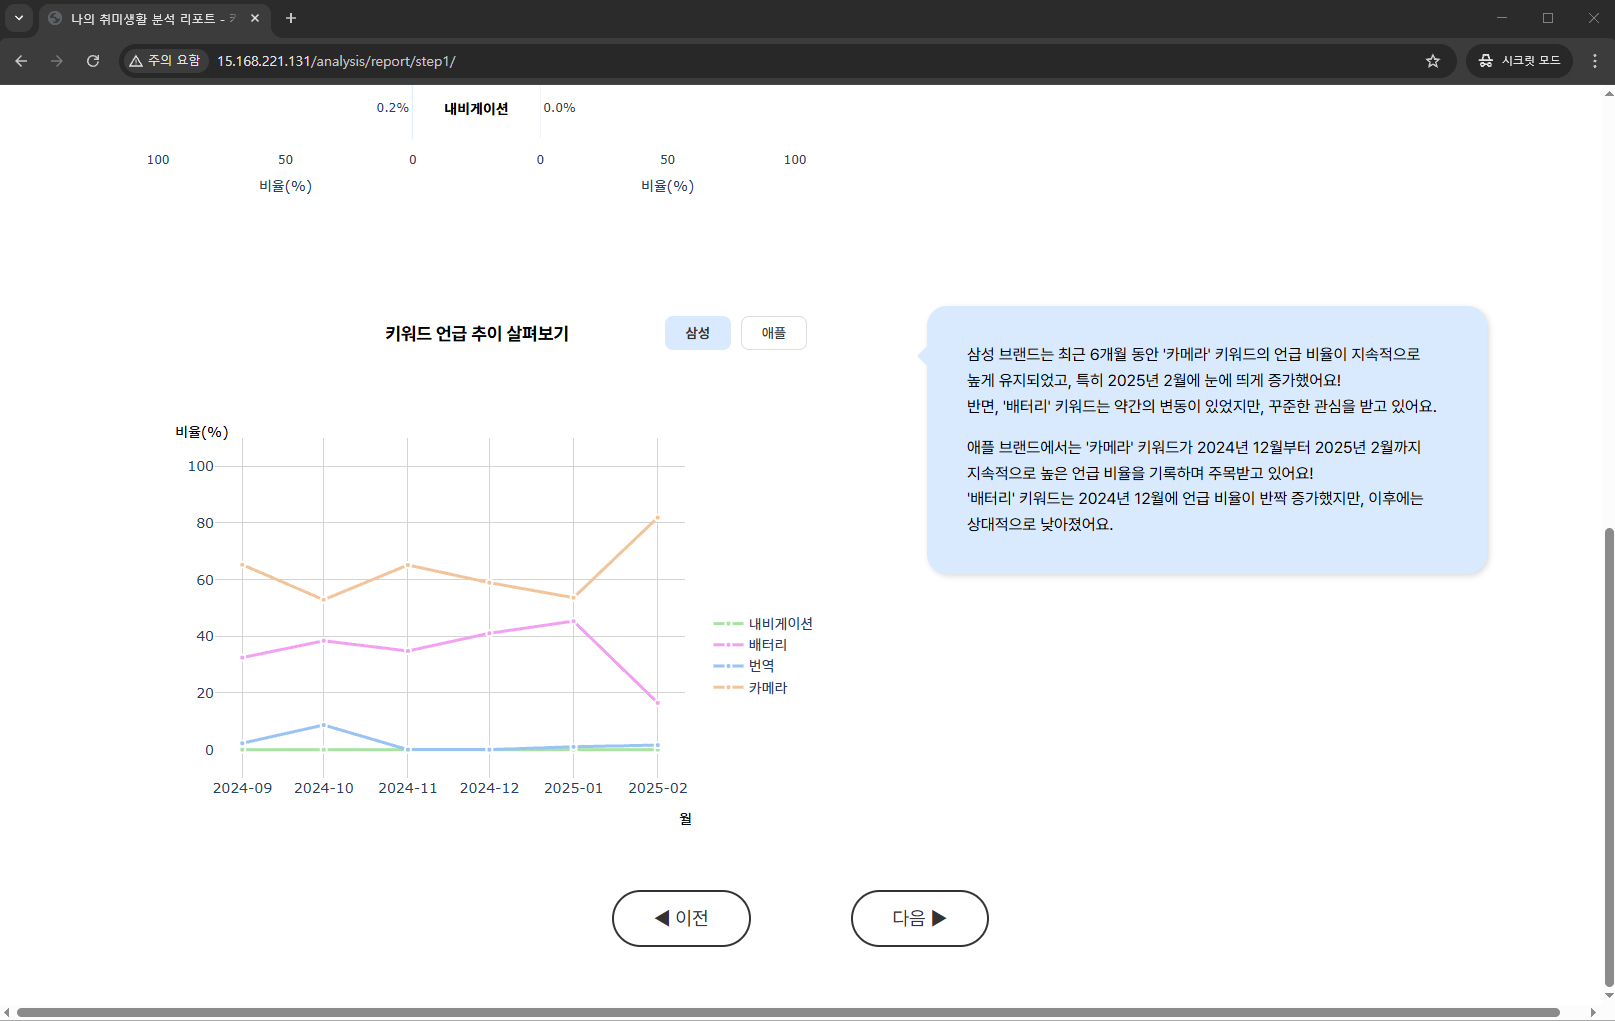 나의 취미생활 분석 리포트 - 키
주의 요함
15.168.221.131/analysis/report/step1/
시크릿 모드
0.2% 내비게이션 0.0%
100 50 0 0 50 100
비율(%) 비율(%)
키워드 언급 추이 살펴보기
삼성
애플
비율(%)
100
80
60
40
20
0
2024-09 2024-10 2024-11 2024-12 2025-01 2025-02
월
내비게이션
배터리
번역
카메라
삼성 브랜드는 최근 6개월 동안 '카메라' 키워드의 언급 비율이 지속적으로
높게 유지되었고, 특히 2025년 2월에 눈에 띄게 증가했어요!
반면, '배터리' 키워드는 약간의 변동이 있었지만, 꾸준한 관심을 받고 있어요.
애플 브랜드에서는 '카메라' 키워드가 2024년 12월부터 2025년 2월까지
지속적으로 높은 언급 비율을 기록하며 주목받고 있어요!
'배터리' 키워드는 2024년 12월에 언급 비율이 반짝 증가했지만, 이후에는
상대적으로 낮아졌어요.
◀ 이전
다음 ▶